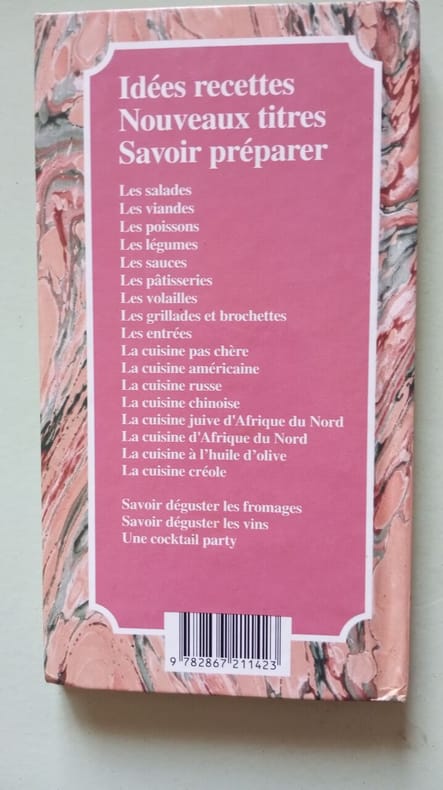 Idées recettes
Nouveaux titres
Savoir préparer
Les salades
Les viandes
Les poissons
Les légumes
Les sauces
Les pâtisseries
Les volailles
Les grillades et brochettes
Les entrées
La cuisine pas chère
La cuisine américaine
La cuisine russe
La cuisine chinoise
La cuisine juive d'Afrique du Nord
La cuisine d'Afrique du Nord
La cuisine à l'huile d'olive
La cuisine créole
Savoir déguster les fromages
Savoir déguster les vins
Une cocktail party
9 782867 211423